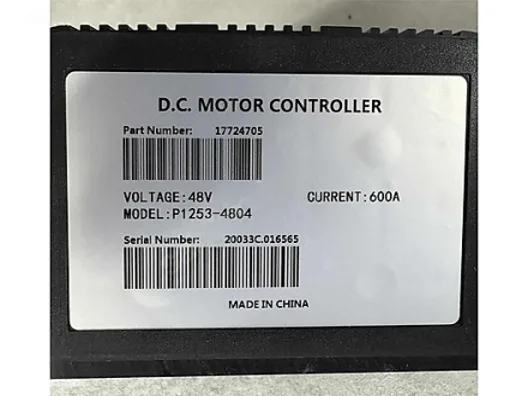 D.C. MOTOR CONTROLLER
Part Number: 17724705
VOLTAGE:48V CURRENT:600A
MODEL:P1253-4804
Serial Number: 20033C.016565
MADE IN CHINA